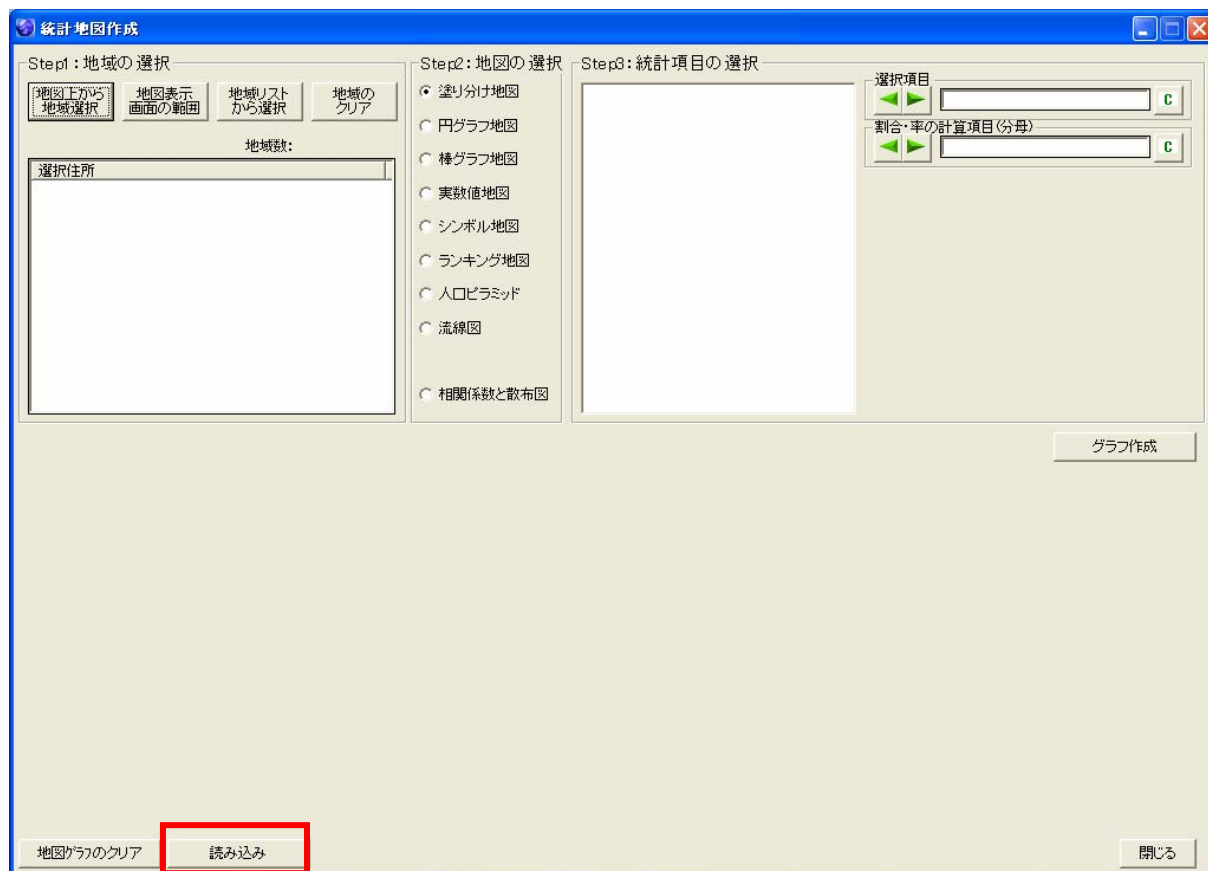 統計地図作成
Step1:地域の選択
地図上から
地域選択
地図表示
画面の範囲
地域リスト
から選択
地域の
クリア
地域数:
選択住所
Step2:地図の選択
塗り分け地図
円グラフ地図
棒グラフ地図
実数値地図
シンボル地図
ランキング地図
人口ピラミッド
流線図
相関係数と散布図
Step3:統計項目の選択
選択項目
C
割合・率の計算項目(分母)
C
グラフ作成
地図グラフのクリア
読み込み
閉じる